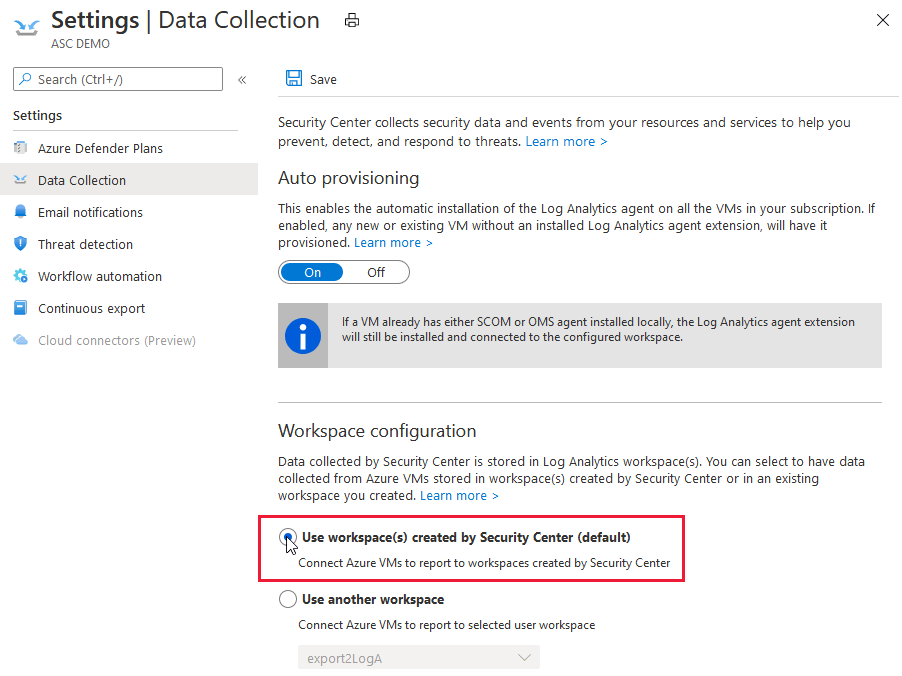 Settings | Data Collection
ASC DEMO
Search (Ctrl+/)
«
Settings
Azure Defender Plans
Data Collection
Email notifications
Threat detection
Workflow automation
Continuous export
Cloud connectors (Preview)
Save
Security Center collects security data and events from your resources and services to help you
prevent, detect, and respond to threats. Learn more >
Auto provisioning
This enables the automatic installation of the Log Analytics agent on all the VMs in your subscription. If
enabled, any new or existing VM without an installed Log Analytics agent extension, will have it
provisioned. Learn more >
On Off
If a VM already has either SCOM or OMS agent installed locally, the Log Analytics agent extension
will still be installed and connected to the configured workspace.
Workspace configuration
Data collected by Security Center is stored in Log Analytics workspace(s). You can select to have data
collected from Azure VMs stored in workspace(s) created by Security Center or in an existing
workspace you created. Learn more >
Use workspace(s) created by Security Center (default)
Connect Azure VMs to report to workspaces created by Security Center
Use another workspace
Connect Azure VMs to report to selected user workspace
export2LogA